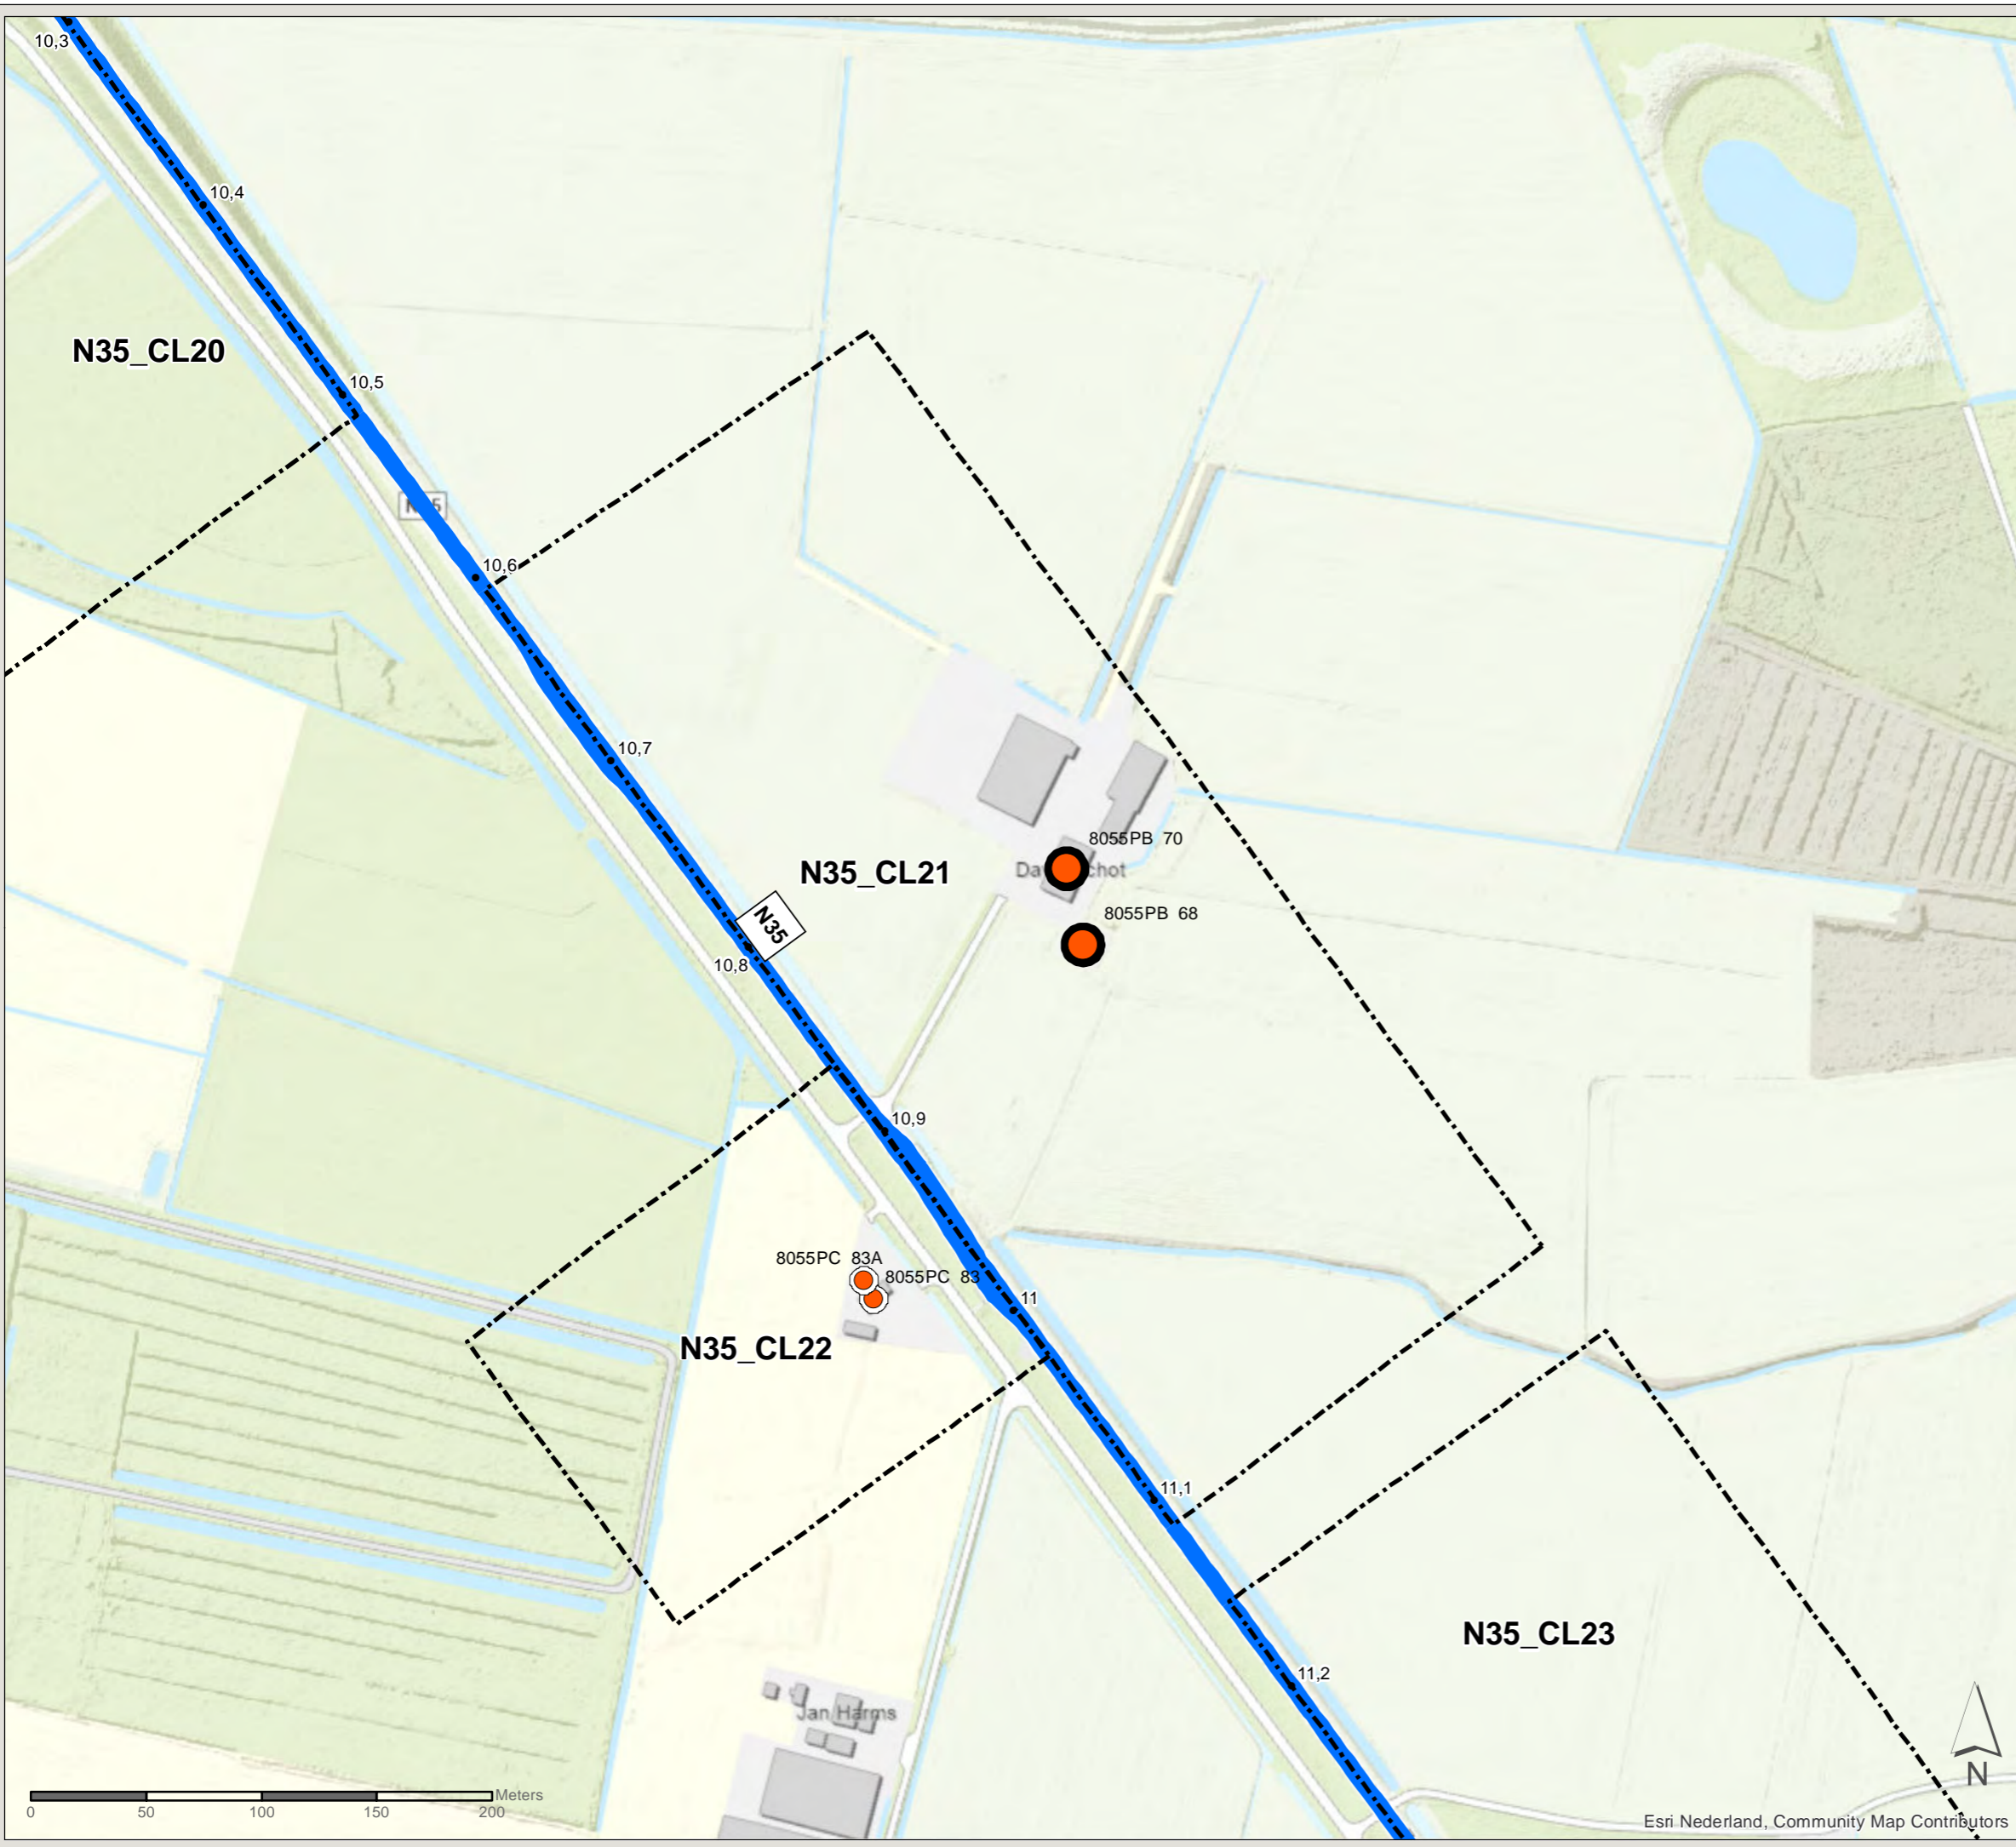 10,3
10,4
N35_CL20
10,5
10,6
10,7
8055PB 70
N35_CL21
8055PB 68
N35
10,8
10,9
8055PC 83A
8055PC 83
11
N35_CL22
11,1
N35_CL23
11,2
Jan Harms
N
Meters
0 50 100 150 200
Esri Nederland, Community Map Contributors